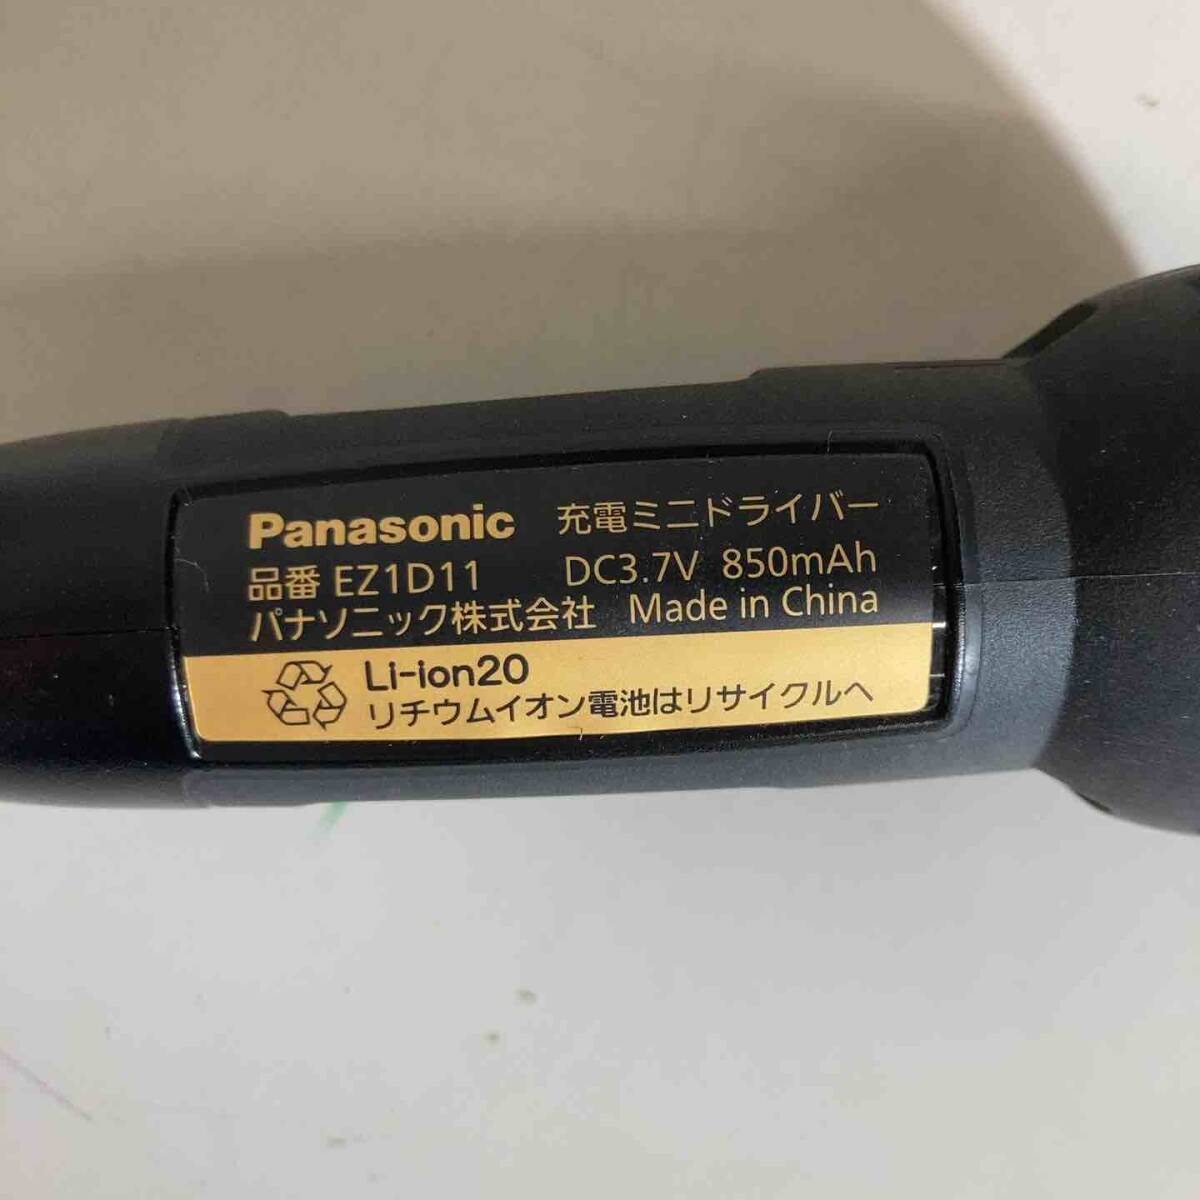 Panasonic 充電ミニドライバー
品番 EZ1D11 DC3.7V 850mAh
パナソニック株式会社 Made in China
Li-ion20
リチウムイオン電池はリサイクルへ